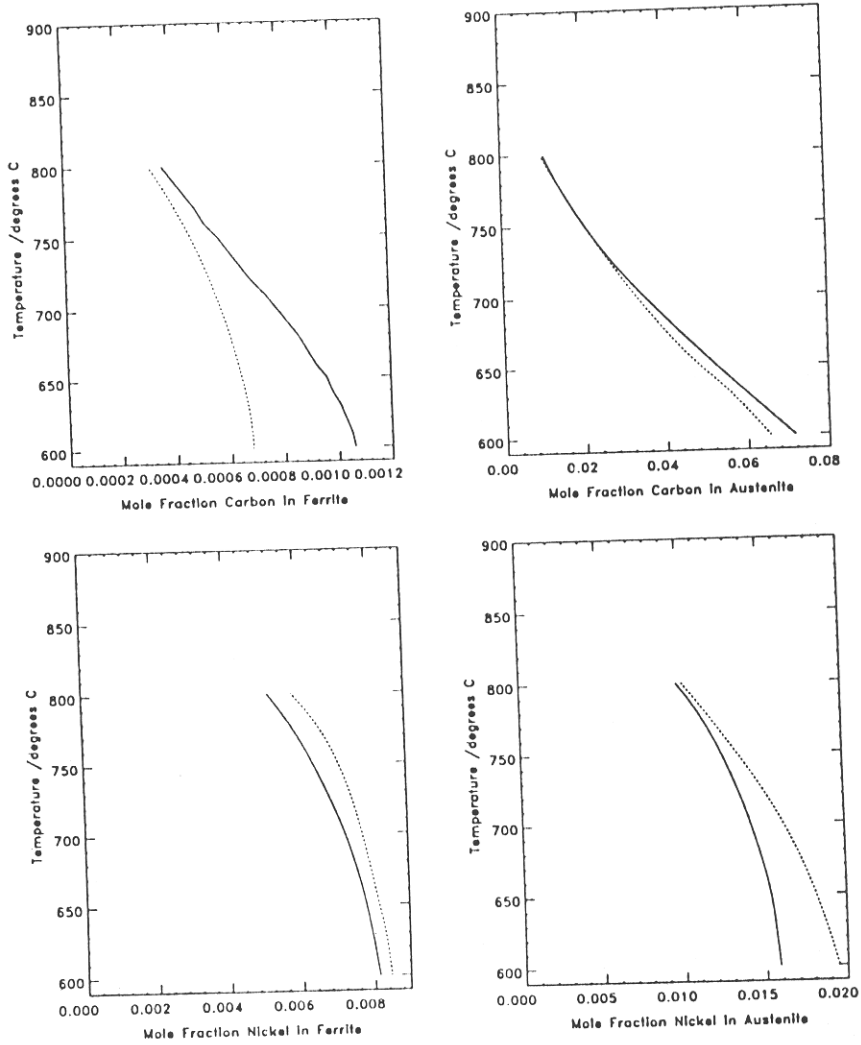 900
850
800
750
700
650
600
Temperature /degrees C
0.0000 0.0002 0.0004 0.0006 0.0008 0.0010 0.0012
Mole Fraction Carbon in Ferrite
900
850
800
750
700
650
600
Temperature /degrees C
0.00 0.02 0.04 0.06 0.08
Mole Fraction Carbon in Austenite
900
850
800
750
700
650
600
Temperature /degrees C
0.000 0.002 0.004 0.006 0.008
Mole Fraction Nickel in Ferrite
900
850
800
750
700
650
600
Temperature /degrees C
0.000 0.005 0.010 0.015 0.020
Mole Fraction Nickel in Austenite